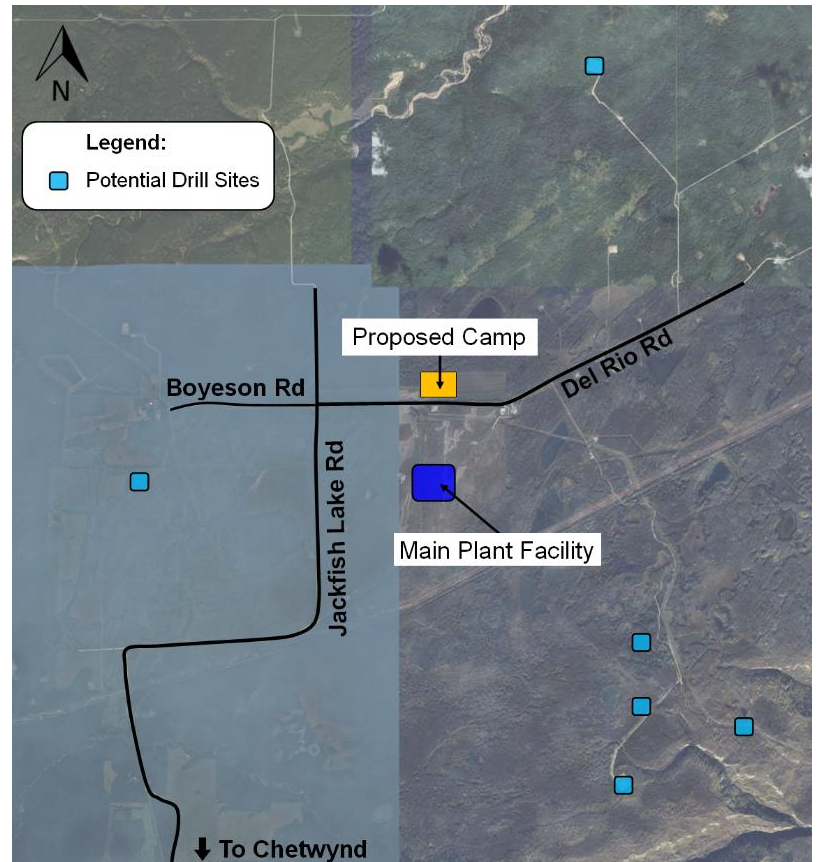 N
Legend:
Potential Drill Sites
Proposed Camp
Boyeson Rd
Del Rio Rd
Jackfish Lake Rd
Main Plant Facility
To Chetwynd